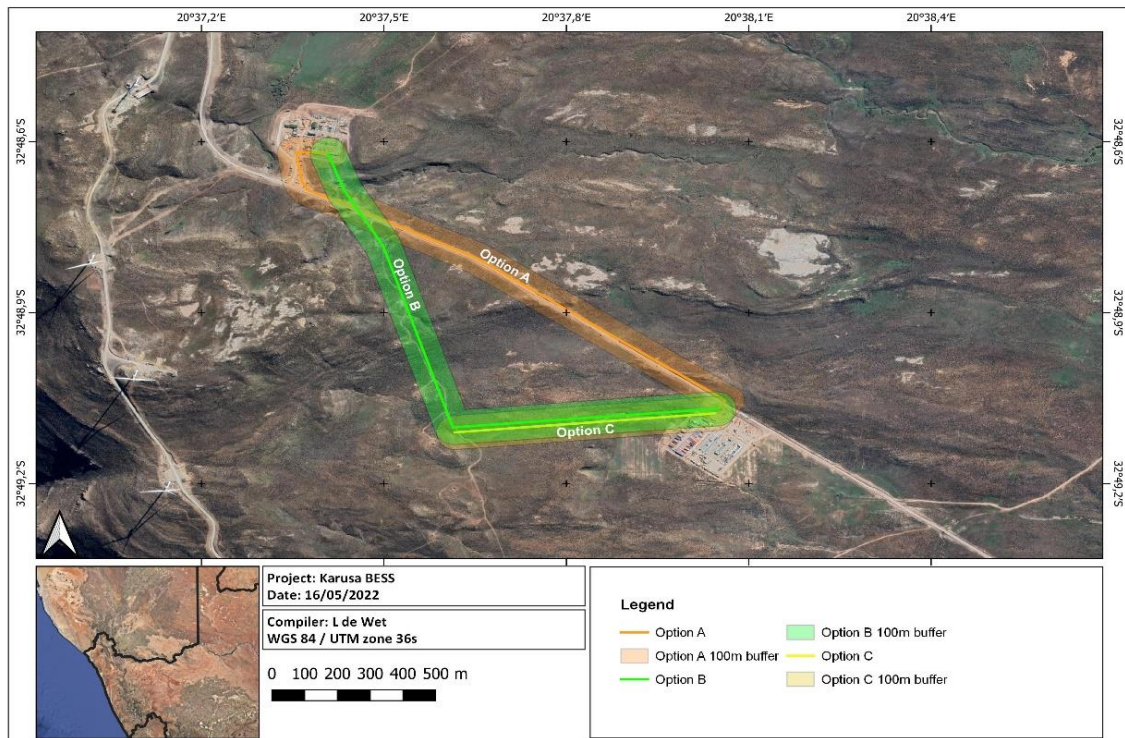 20°37,2'E 20°37,5'E 20°37,8'E 20°38,1'E 20°38,4'E
32°48,6'S 32°48,6'S
Option A
Option B
32°48,9'S 32°48,9'S
Option C
32°49,2'S 32°49,2'S
Project: Karusa BESS
Date: 16/05/2022
Compiler: L de Wet
WGS 84 / UTM zone 36s
0 100 200 300 400 500 m
Legend
Option A
Option A 100m buffer
Option B
Option B 100m buffer
Option C
Option C 100m buffer